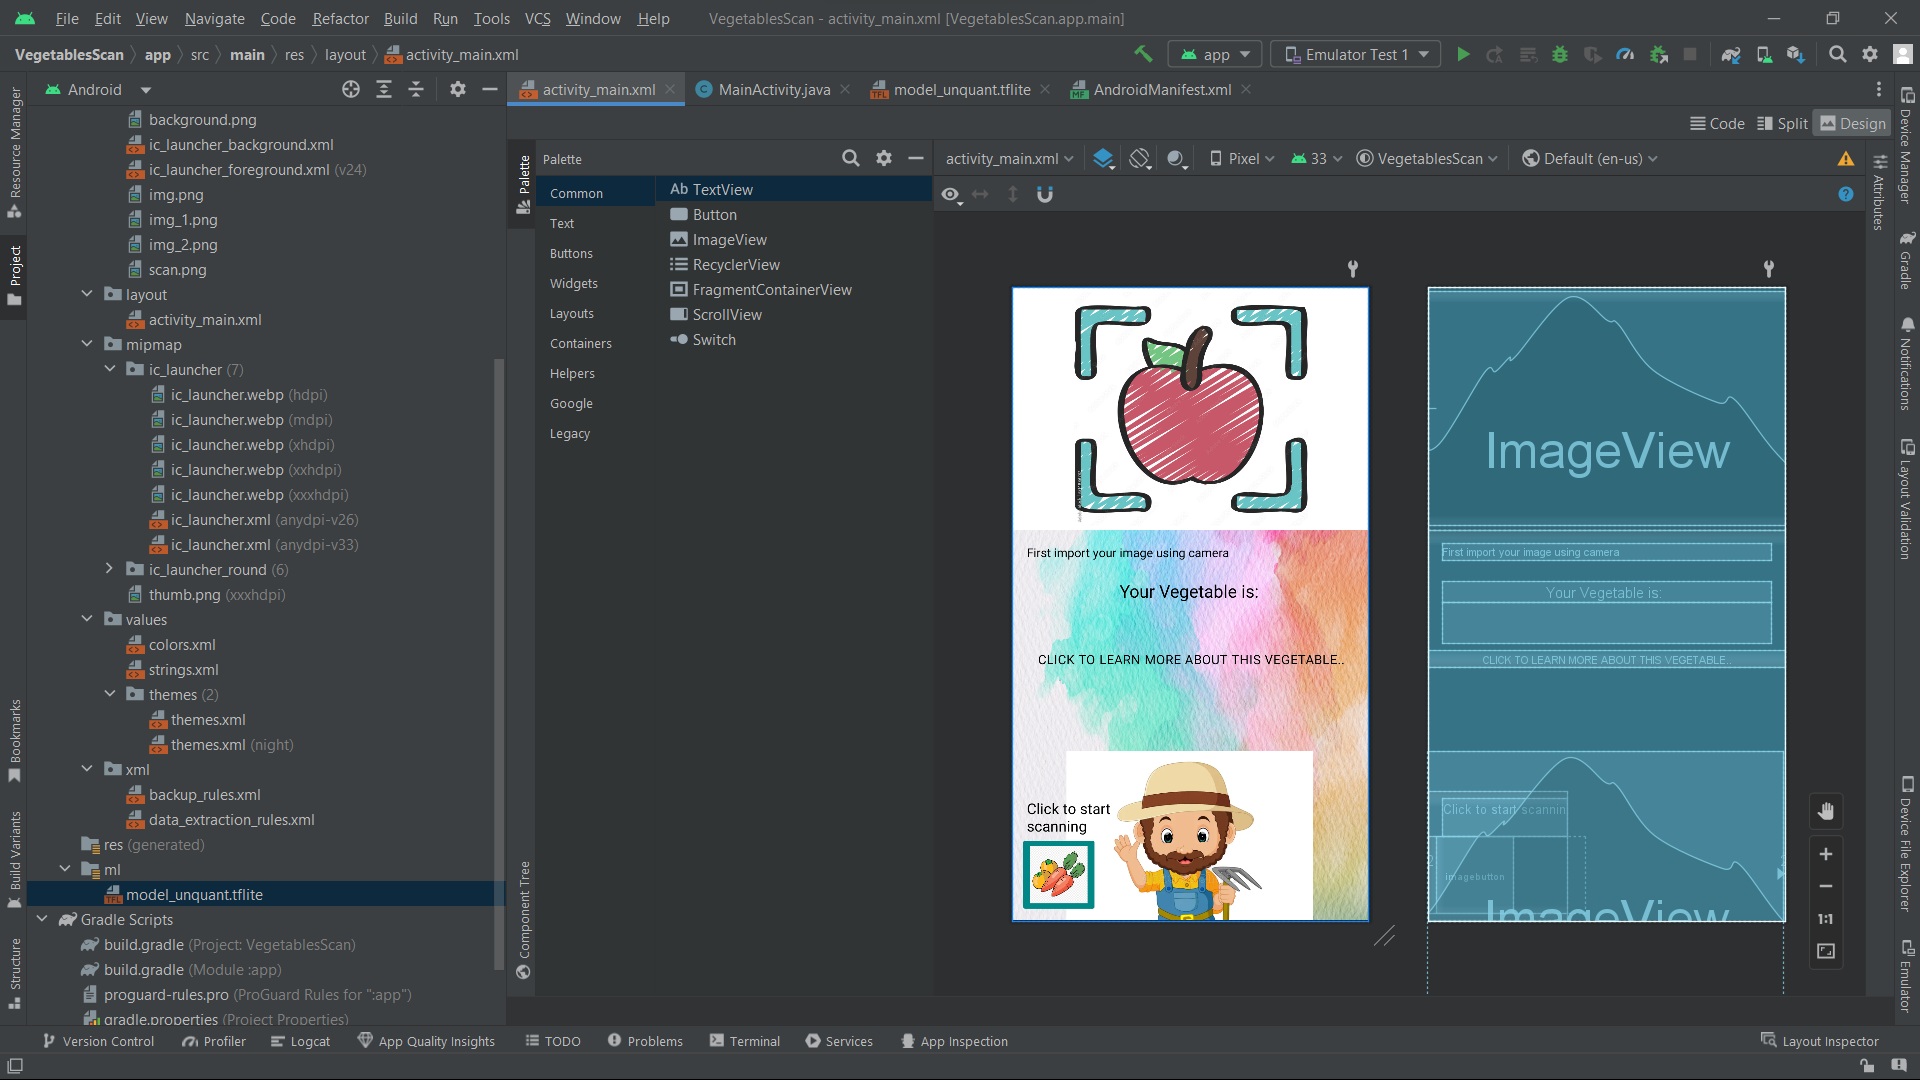 File Edit View Navigate Code Refactor Build Run Tools VCS Window Help VegetablesScan - activity_main.xml [VegetablesScan.app.main]
VegetablesScan app src main res layout activity_main.xml app Emulator Test 1
Resource Manager
Project
Bookmarks
Build Variants
Structure
Android
background.png
ic_launcher_background.xml
ic_launcher_foreground.xml (v24)
img.png
img_1.png
img_2.png
scan.png
layout
activity_main.xml
mipmap
ic_launcher (7)
ic_launcher.webp (hdpi)
ic_launcher.webp (mdpi)
ic_launcher.webp (xhdpi)
ic_launcher.webp (xxhdpi)
ic_launcher.webp (xxxhdpi)
ic_launcher.xml (anydpi-v26)
ic_launcher.xml (anydpi-v33)
ic_launcher_round (6)
thumb.png (xxxhdpi)
values
colors.xml
strings.xml
themes (2)
themes.xml
themes.xml (night)
xml
backup_rules.xml
data_extraction_rules.xml
res (generated)
ml
model_unquant.tflite
Gradle Scripts
build.gradle (Project: VegetablesScan)
build.gradle (Module :app)
proguard-rules.pro (ProGuard Rules for ":app")
gradle.properties (Project Properties)
activity_main.xml MainActivity.java model_unquant.tflite AndroidManifest.xml
Code Split Design
Palette
Component Tree
Palette
Common
Text
Buttons
Widgets
Layouts
Containers
Helpers
Google
Legacy
Ab TextView
Button
ImageView
RecyclerView
FragmentContainerView
ScrollView
Switch
activity_main.xml Pixel 33 VegetablesScan Default (en-us)
First import your image using camera
Your Vegetable is:
CLICK TO LEARN MORE ABOUT THIS VEGETABLE..
Click to start
scanning
ImageView
First import your image using camera
Your Vegetable is:
CLICK TO LEARN MORE ABOUT THIS VEGETABLE..
Click to start scannin
imagebutton
ImageView
1:1
Attributes
Device Manager
Gradle
Notifications
Layout Validation
Device File Explorer
Emulator
Version Control Profiler Logcat App Quality Insights TODO Problems Terminal Services App Inspection Layout Inspector